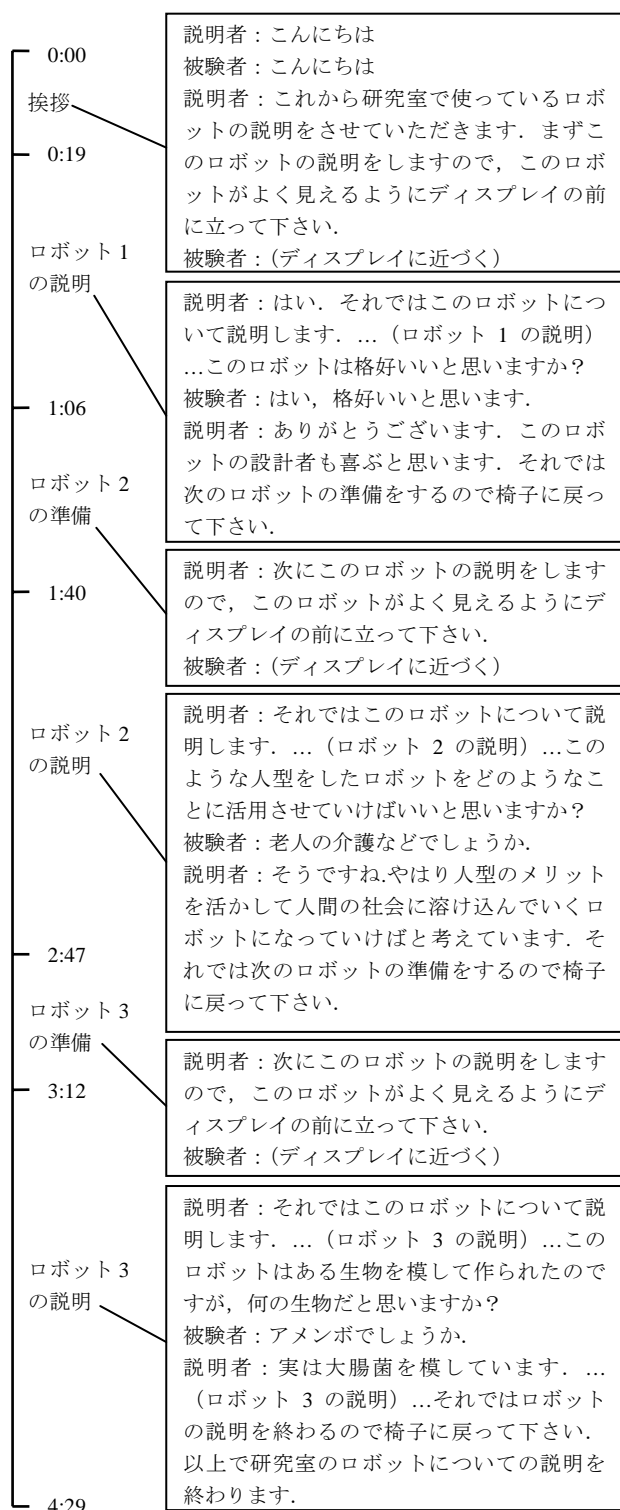 0:00
挨拶
0:19
説明者：こんにちは
被験者：こんにちは
説明者：これから研究室で使っているロボ
ットの説明をさせていただきます．まずこ
のロボットの説明をしますので，このロボ
ットがよく見えるようにディスプレイの前
に立って下さい．
被験者：(ディスプレイに近づく）
ロボット1
の説明
1:06
説明者：はい．それではこのロボットにつ
いて説明します．…（ロボット 1 の説明）
…このロボットは格好いいと思いますか？
被験者：はい，格好いいと思います．
説明者：ありがとうございます．このロボ
ットの設計者も喜ぶと思います．それでは
次のロボットの準備をするので椅子に戻っ
て下さい．
ロボット2
の準備
1:40
説明者：次にこのロボットの説明をします
ので，このロボットがよく見えるようにデ
ィスプレイの前に立って下さい．
被験者：(ディスプレイに近づく）
ロボット2
の説明
2:47
説明者：それではこのロボットについて説
明します．…（ロボット 2 の説明）…この
ような人型をしたロボットをどのようなこ
とに活用させていけばいいと思いますか？
被験者：老人の介護などでしょうか．
説明者：そうですね.やはり人型のメリット
を活かして人間の社会に溶け込んでいくロ
ボットになっていけばと考えています．そ
れでは次のロボットの準備をするので椅子
に戻って下さい．
ロボット3
の準備
3:12
説明者：次にこのロボットの説明をします
ので，このロボットがよく見えるようにデ
ィスプレイの前に立って下さい．
被験者：(ディスプレイに近づく）
ロボット3
の説明
4:29
説明者：それではこのロボットについて説
明します．…（ロボット 3 の説明）…この
ロボットはある生物を模して作られたので
すが，何の生物だと思いますか？
被験者：アメンボでしょうか．
説明者：実は大腸菌を模しています．…
（ロボット 3 の説明）…それではロボット
の説明を終わるので椅子に戻って下さい．
以上で研究室のロボットについての説明を
終わります．